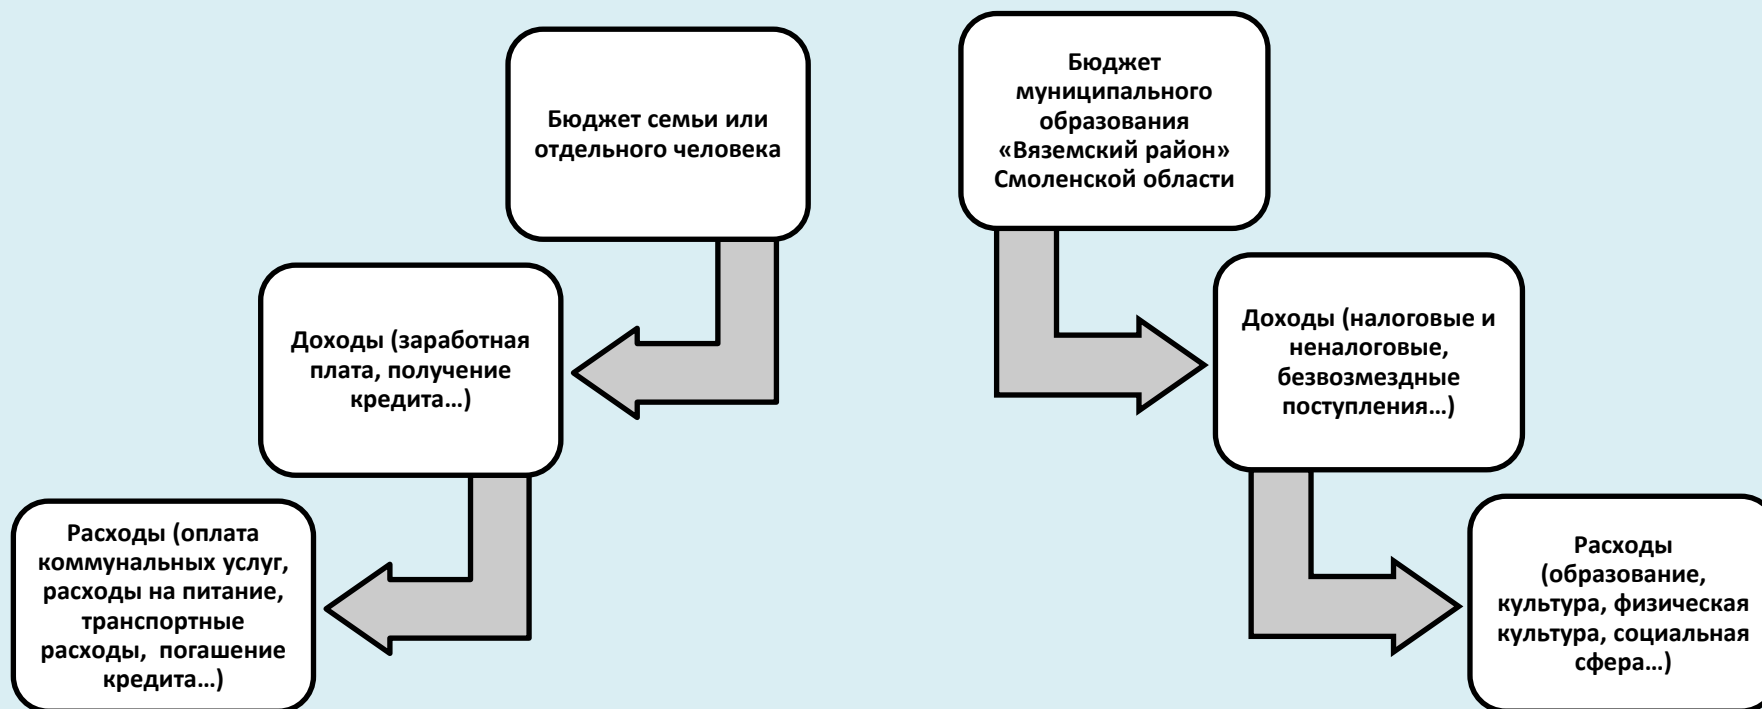 Бюджет семьи или
отдельного человека
Бюджет
муниципального
образования
«Вяземский район»
Смоленской области
Доходы (заработная
плата, получение
кредита…)
Доходы (налоговые и
неналоговые,
безвозмездные
поступления…)
Расходы (оплата
коммунальных услуг,
расходы на питание,
транспортные
расходы, погашение
кредита…)
Расходы
(образование,
культура, физическая
культура, социальная
сфера…)